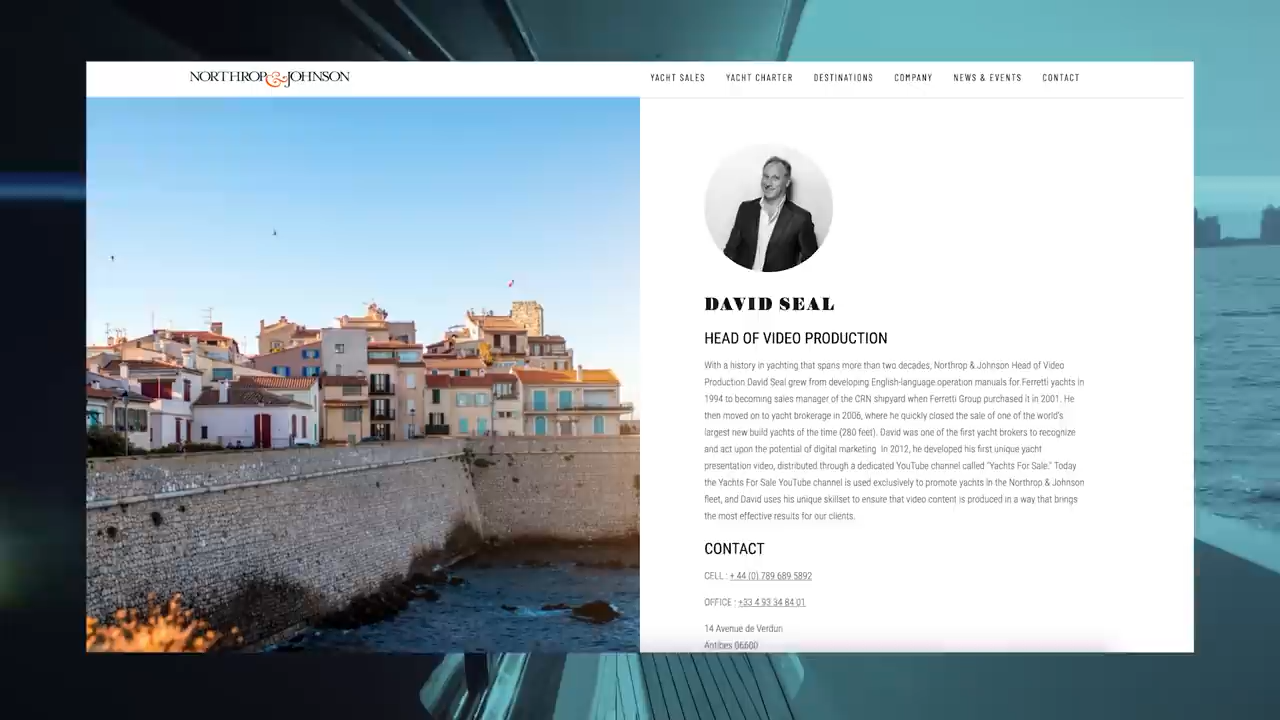 NORTHROP&JOHNSON
YACHT SALES YACHT CHARTER DESTINATIONS COMPANY NEWS & EVENTS CONTACT
DAVID SEAL
HEAD OF VIDEO PRODUCTION
With a history in yachting that spans more than two decades, Northrop & Johnson Head of Video
Production David Seal grew from developing English-language operation manuals for Ferretti yachts in
1994 to becoming sales manager of the CRN shipyard when Ferretti Group purchased it in 2001. He
then moved on to yacht brokerage in 2006, where he quickly closed the sale of one of the world's
largest new build yachts of the time (280 feet). David was one of the first yacht brokers to recognize
and act upon the potential of digital marketing. In 2012, he developed his first unique yacht
presentation video, distributed through a dedicated YouTube channel called "Yachts For Sale." Today
the Yachts For Sale YouTube channel is used exclusively to promote yachts in the Northrop & Johnson
fleet, and David uses his unique skillset to ensure that video content is produced in a way that brings
the most effective results for our clients.
CONTACT
CELL : + 44 (0) 789 689 5892
OFFICE : +33 4 93 34 84 01
14 Avenue de Verdun
Antibes 06600